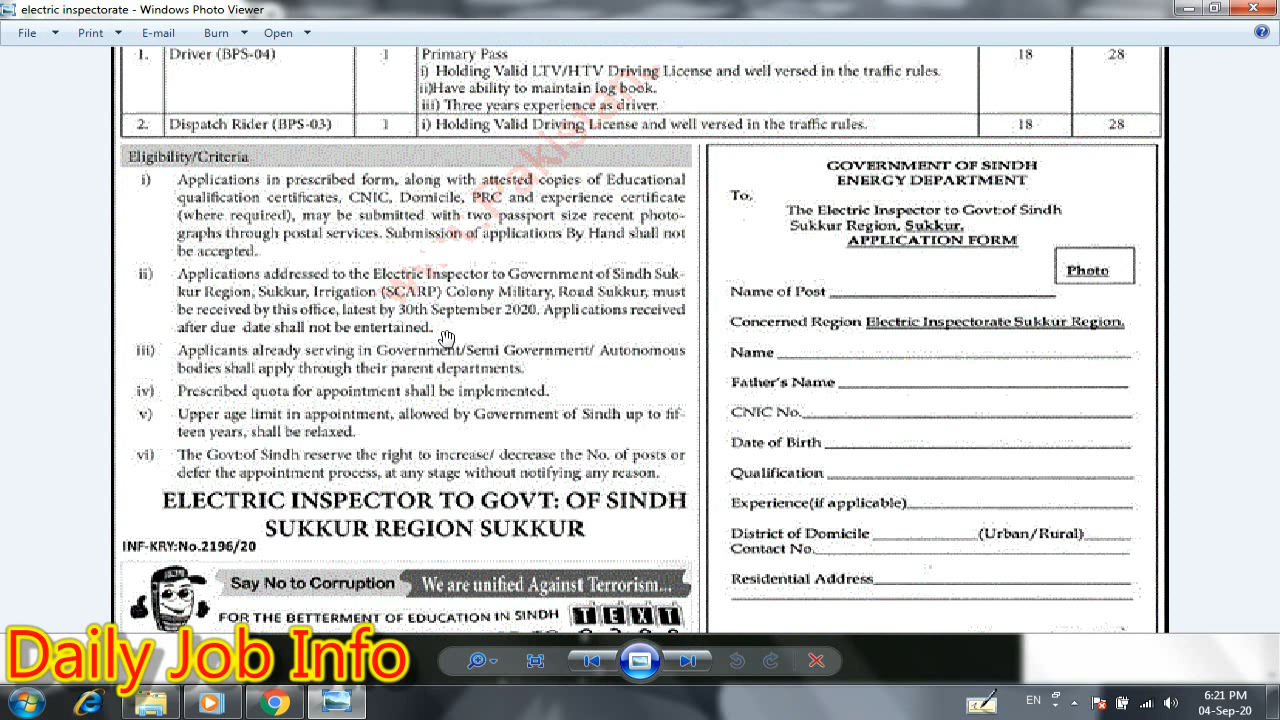 electric inspectorate - Windows Photo Viewer
File Print E-mail Burn Open
1. Driver (BPS-04) 1 Primary Pass 18 28
i) Holding Valid LTV/HTV Driving License and well versed in the traffic rules.
ii)Have ability to maintain log book.
iii) Three years experience as driver.
2. Dispatch Rider (BPS-03) 1 i) Holding Valid Driving License and well versed in the traffic rules. 18 28
Eligibility/Criteria
i) Applications in prescribed form, along with attested copies of Educational
qualification certificates, CNIC, Domicile, PRC and experience certificate
(where required), may be submitted with two passport size recent photo-
graphs through postal services. Submission of applications By Hand shall not
be accepted.
ii) Applications addressed to the Electric Inspector to Government of Sindh Suk-
kur Region, Sukkur, Irrigation (SCARP) Colony Military, Road Sukkur, must
be received by this office, latest by 30th September 2020. Applications received
after due date shall not be entertained.
iii) Applicants already serving in Government/Semi Government/ Autonomous
bodies shall apply through their parent departments.
iv) Prescribed quota for appointment shall be implemented.
v) Upper age limit in appointment, allowed by Government of Sindh up to fif-
teen years, shall be relaxed.
vi) The Govt:of Sindh reserve the rights or increase/ decrease the No. of posts or
defer the appointment process, at any stage without notifying any reason.
ELECTRIC INSPECTOR TO GOVT: OF SINDH
SUKKUR REGION SUKKUR
INF-KRY:No.2196/20
Say No to Corruption We are unified Against Terrorism...
FOR THE BETTERMENT OF EDUCATION IN SINDH TEXT
GOVERNMENT OF SINDH
ENERGY DEPARTMENT
To,
The Electric Inspector to Govt:of Sindh
Sukkur Region, Sukkur.
APPLICATION FORM
Photo
Name of Post
Concerned Region Electric Inspectorate Sukkur Region.
Name
Father's Name
CNIC No.
Date of Birth
Qualification
Experience(if applicable)
District of Domicile (Urban/Rural)
Contact No.
Residential Address
Daily Job Info
EN
6:21 PM
04-Sep-20